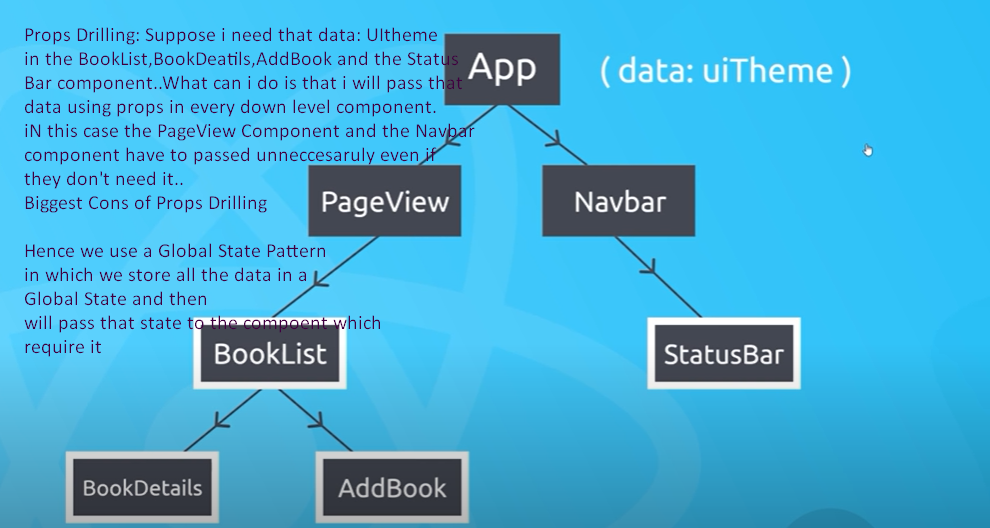 Props Drilling: Suppose i need that data: UItheme
in the BookList,BookDeatils,AddBook and the Status
Bar component..What can i do is that i will pass that
data using props in every down level component.
iN this case the PageView Component and the Navbar
component have to passed unneccesaruly even if
they don't need it..
Biggest Cons of Props Drilling
Hence we use a Global State Pattern
in which we store all the data in a
Global State and then
will pass that state to the compoent which
require it
App
( data: uiTheme )
PageView
Navbar
BookList
StatusBar
BookDetails
AddBook